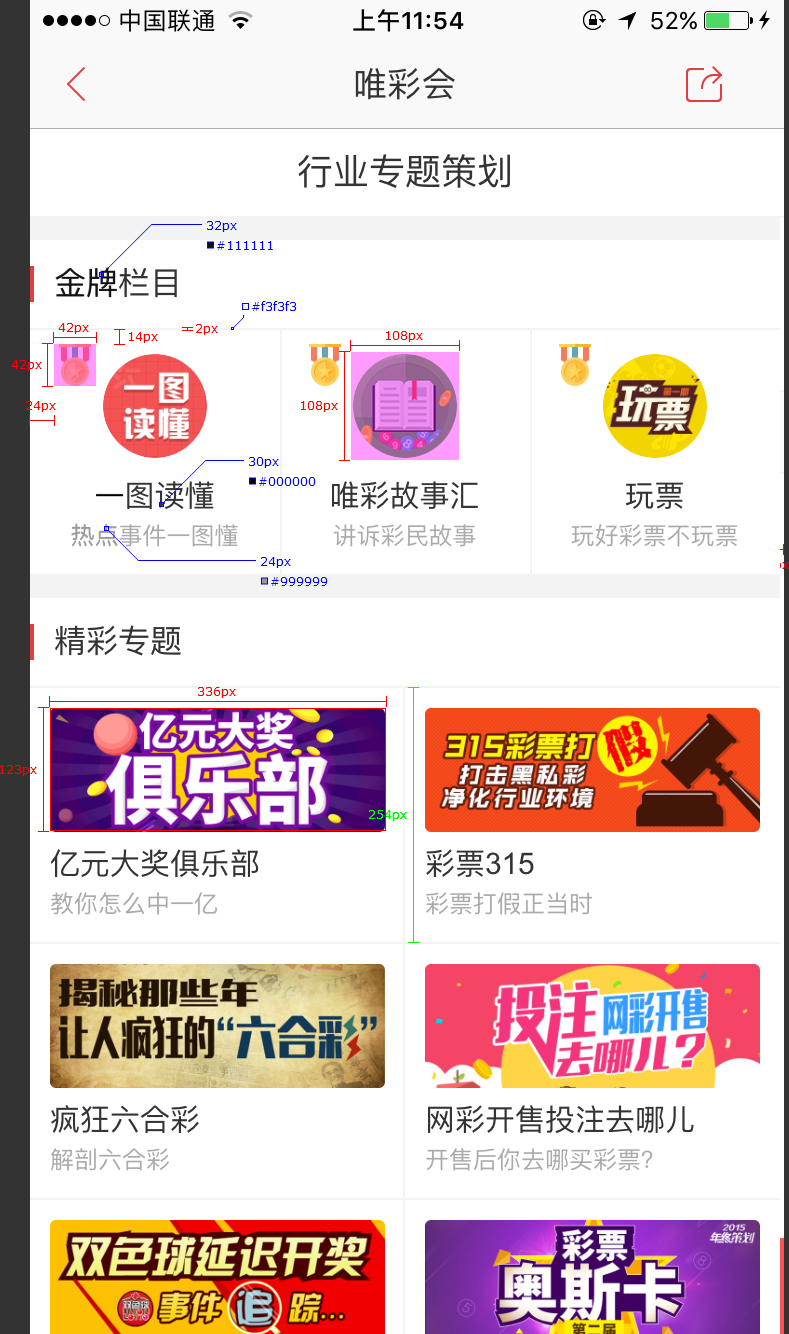 中国联通 上午11:54 52%
唯彩会
行业专题策划
32px
#111111
金牌栏目
#f3f3f3
42px 14px 2px 108px
42px
24px 108px
一图
读懂
第一期
玩票
30px
#000000
一图读懂 唯彩故事汇 玩票
热点事件一图懂 讲诉彩民故事 玩好彩票不玩票
24px
#999999
精彩专题
336px
123px
254px
亿元大奖
俱乐部
315彩票打假
打击黑私彩
净化行业环境
亿元大奖俱乐部 彩票315
教你怎么中一亿 彩票打假正当时
揭秘那些年
让人疯狂的“六合彩”
投注网彩开售
去哪儿?
疯狂六合彩 网彩开售投注去哪儿
解剖六合彩 开售后你去哪买彩票?
双色球延迟开奖
双色球
事件追踪...
2015
年终策划
彩票
奥斯卡
第二届